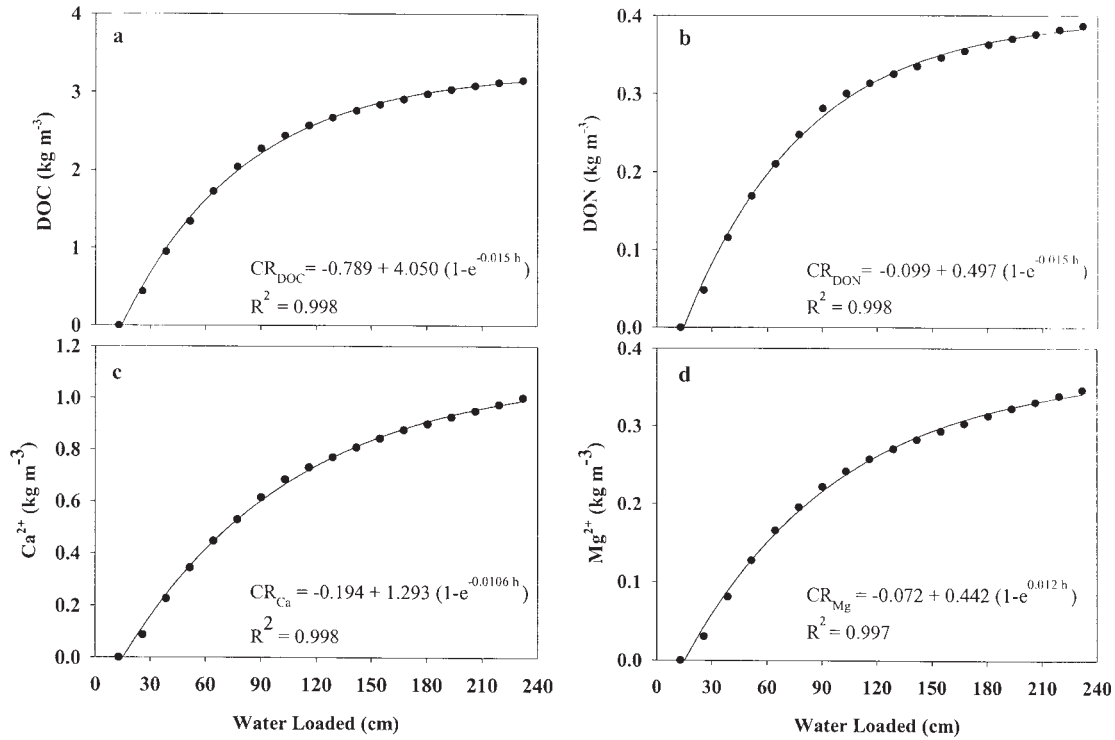 a
DOC (kg m⁻³)
4
3
2
1
0
CR_DOC = -0.789 + 4.050 (1-e^-0.015 h)
R² = 0.998
b
DON (kg m⁻³)
0.4
0.3
0.2
0.1
0.0
CR_DON = -0.099 + 0.497 (1-e^-0.015 h)
R² = 0.998
c
Ca²⁺ (kg m⁻³)
1.2
1.0
0.8
0.6
0.4
0.2
0.0
CR_Ca = -0.194 + 1.293 (1-e^-0.0106 h)
R² = 0.998
0 30 60 90 120 150 180 210 240
Water Loaded (cm)
d
Mg²⁺ (kg m⁻³)
0.4
0.3
0.2
0.1
0.0
CR_Mg = -0.072 + 0.442 (1-e^0.012 h)
R² = 0.997
0 30 60 90 120 150 180 210 240
Water Loaded (cm)